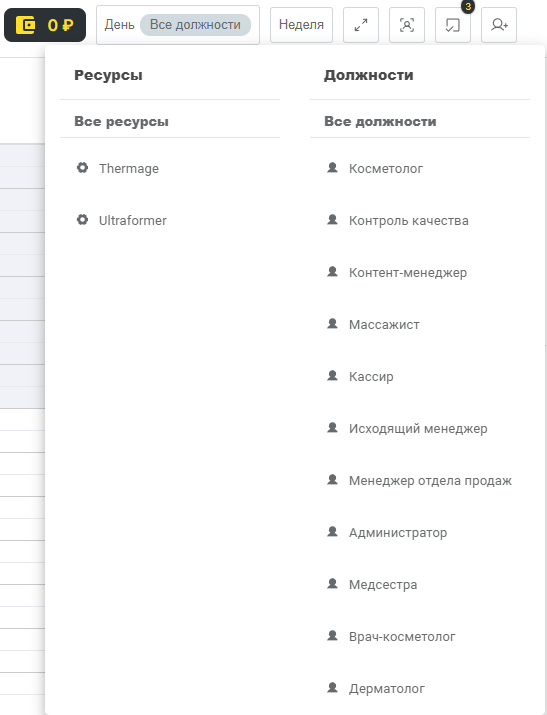 0 ₽
День Все должности
Неделя
3
Ресурсы
Все ресурсы
Thermage
Ultraformer
Должности
Все должности
Косметолог
Контроль качества
Контент-менеджер
Массажист
Кассир
Исходящий менеджер
Менеджер отдела продаж
Администратор
Медсестра
Врач-косметолог
Дерматолог